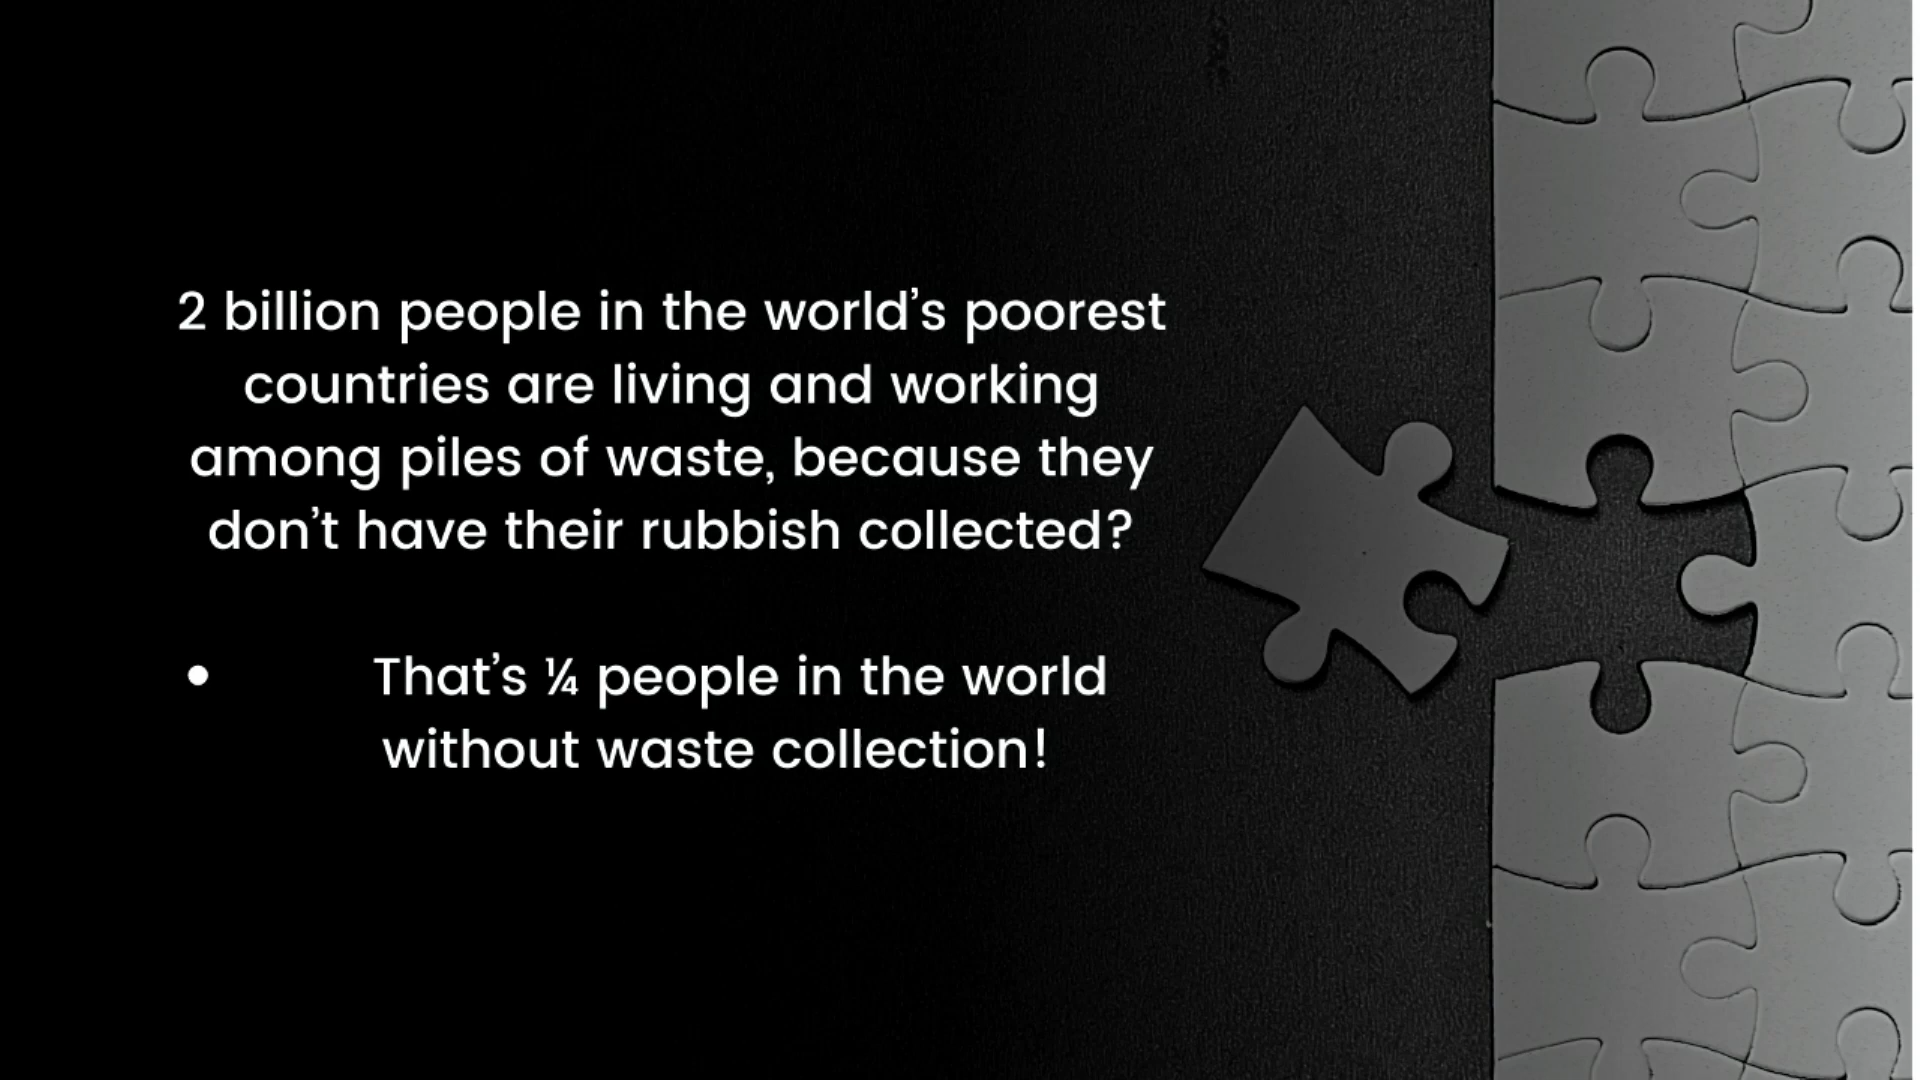 2 billion people in the world’s poorest
countries are living and working
among piles of waste, because they
don’t have their rubbish collected?
• That’s ¼ people in the world
without waste collection!